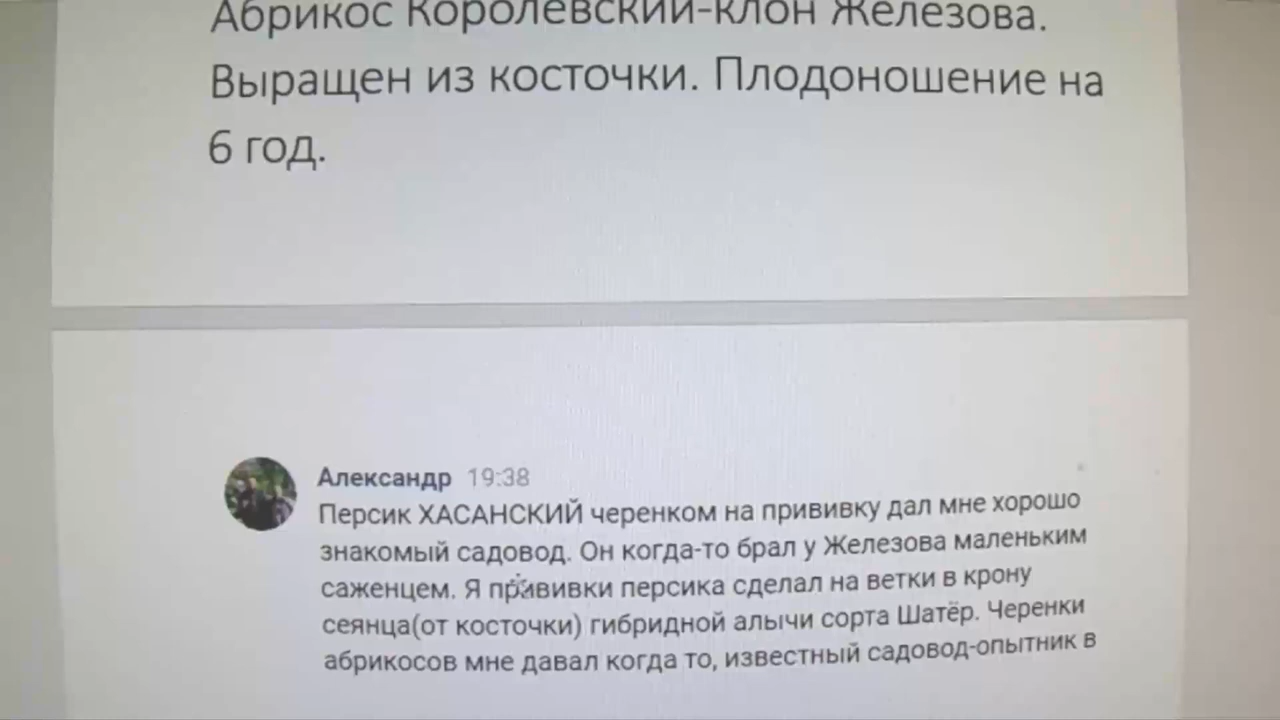 Абрикос Королевский-клон Железова.
Выращен из косточки. Плодоношение на
6 год.
Александр 19:38
Персик ХАСАНСКИЙ черенком на прививку дал мне хорошо
знакомый садовод. Он когда-то брал у Железова маленьким
саженцем. Я прививки персика сделал на ветки в крону
сеянца(от косточки) гибридной алычи сорта Шатёр. Черенки
абрикосов мне давал когда то, известный садовод-опытник в